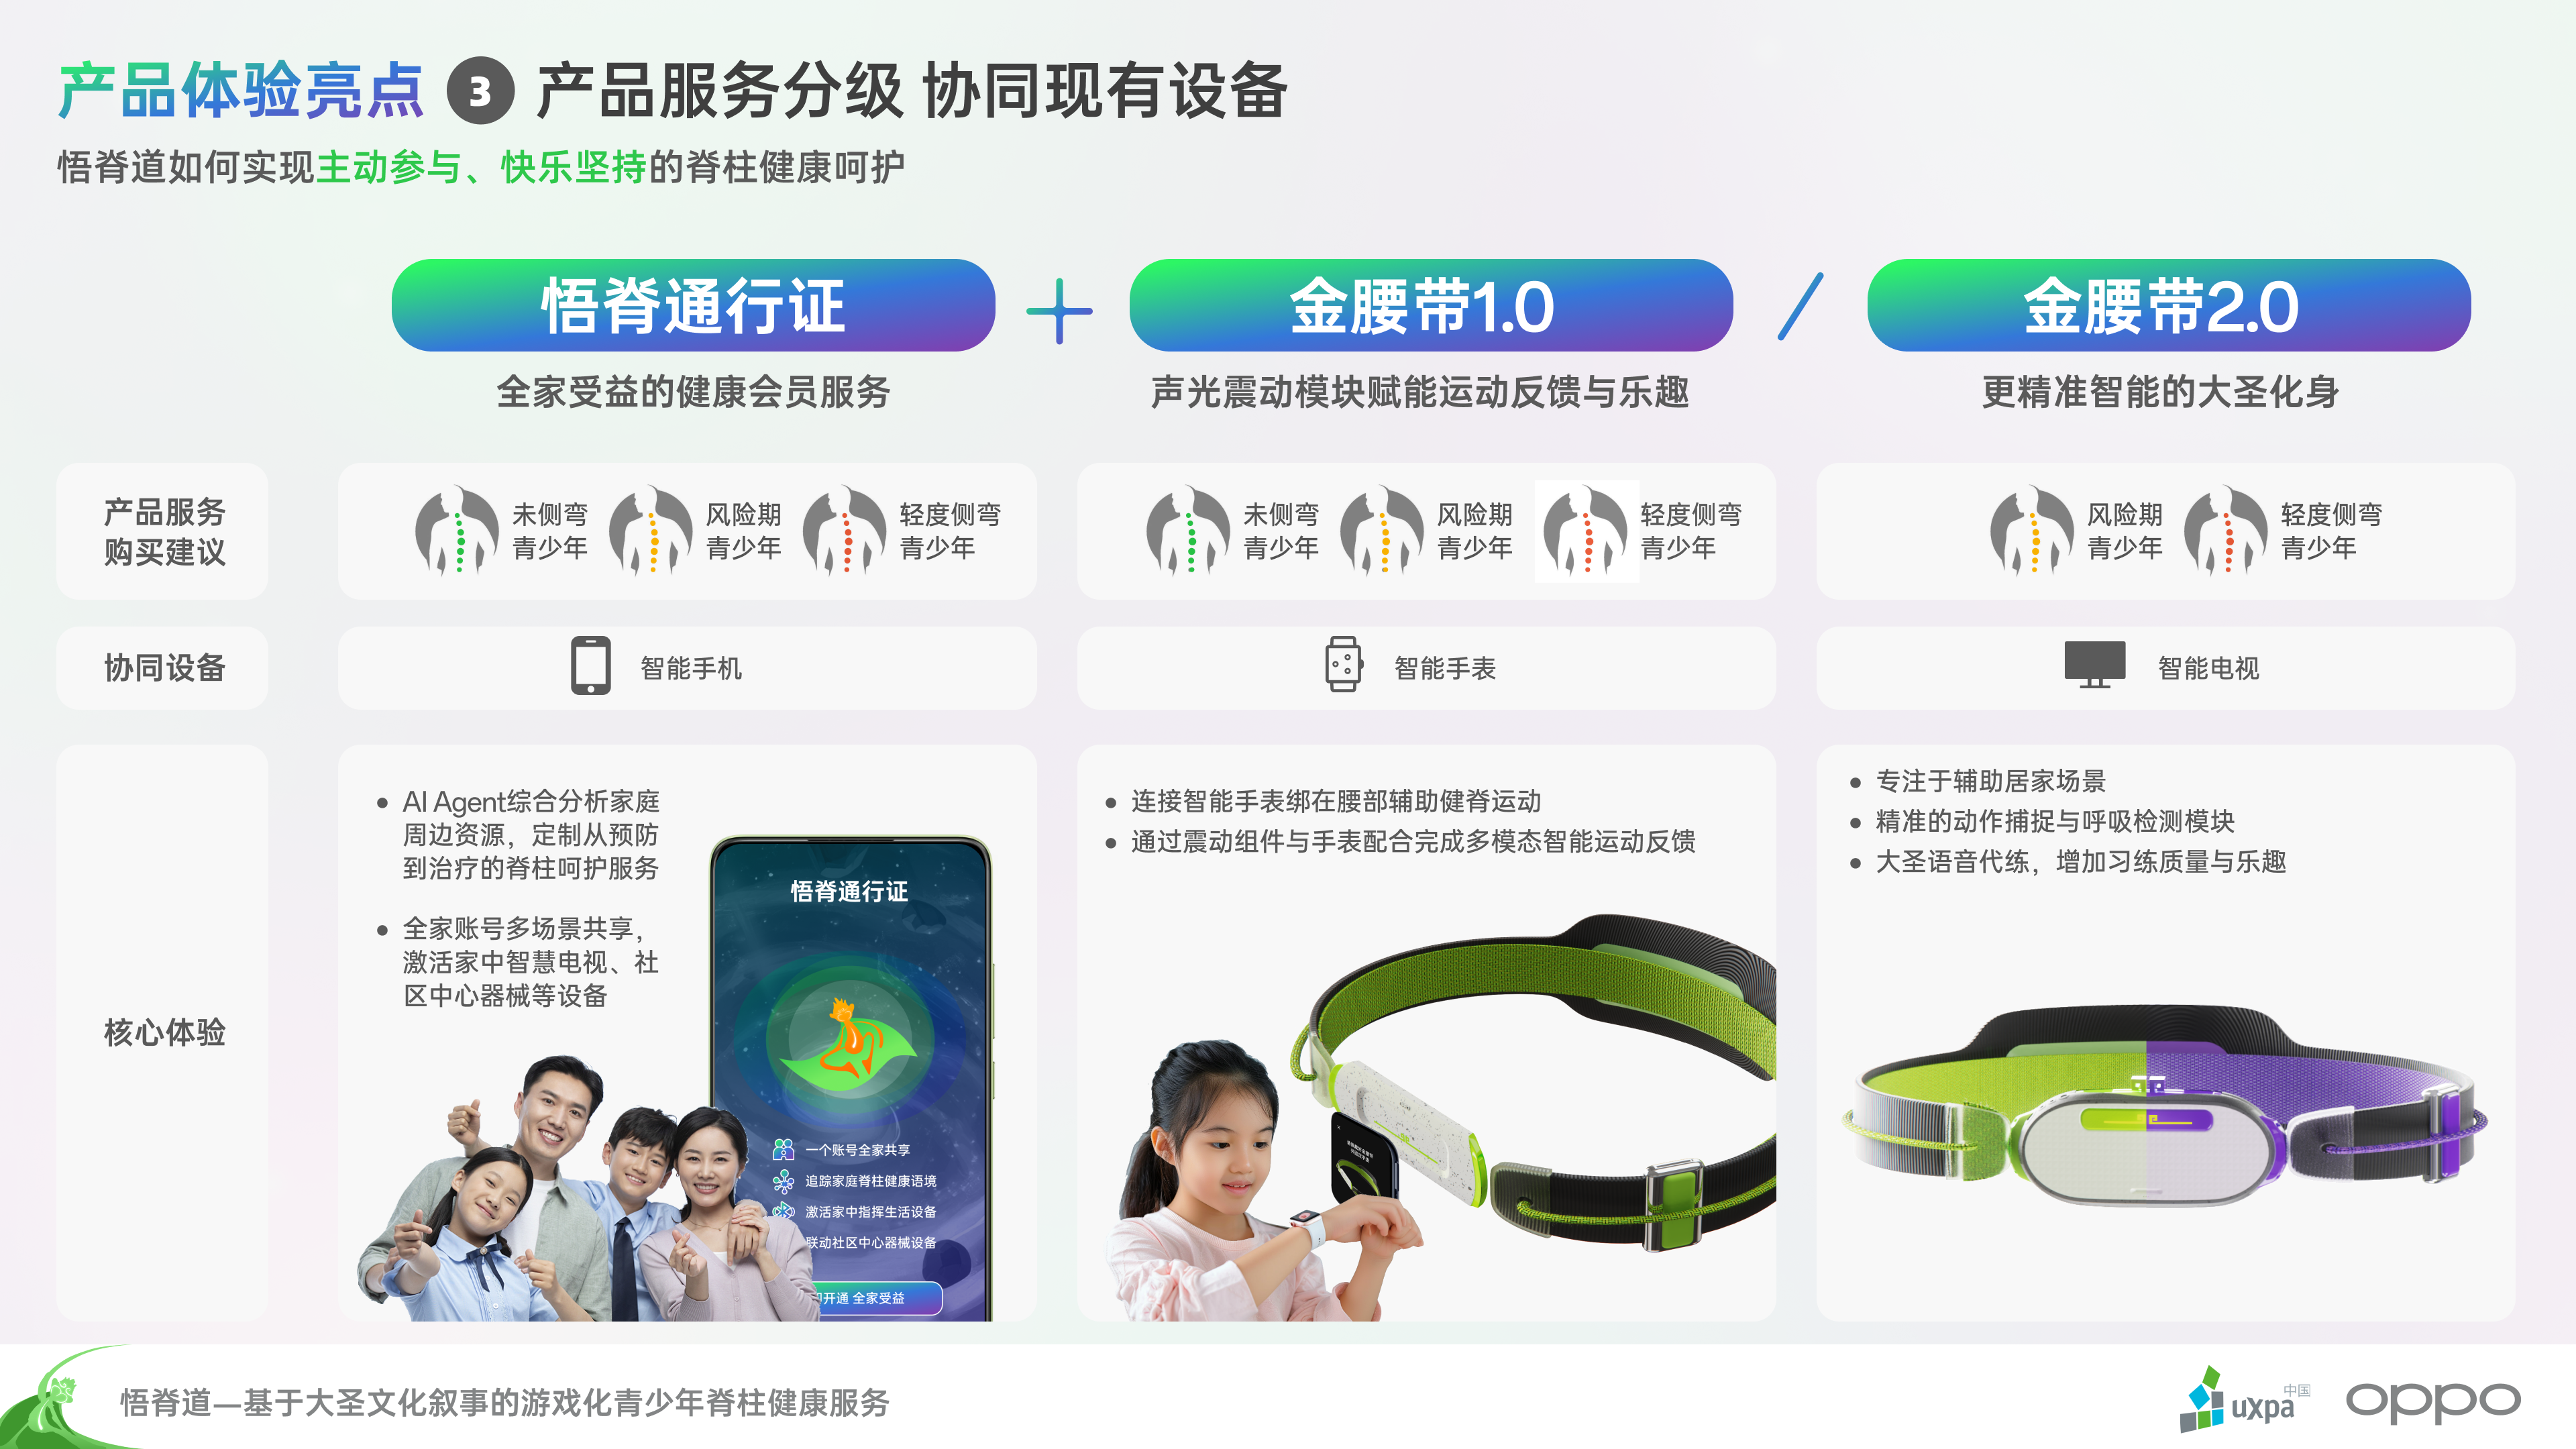 产品体验亮点 3 产品服务分级 协同现有设备
悟脊道如何实现主动参与、快乐坚持的脊柱健康呵护
悟脊通行证
金腰带1.0
金腰带2.0
全家受益的健康会员服务
声光震动模块赋能运动反馈与乐趣
更精准智能的大圣化身
产品服务
购买建议
未侧弯
青少年
风险期
青少年
轻度侧弯
青少年
未侧弯
青少年
风险期
青少年
轻度侧弯
青少年
风险期
青少年
轻度侧弯
青少年
协同设备
智能手机
智能手表
智能电视
核心体验
AI Agent综合分析家庭
周边资源，定制从预防
到治疗的脊柱呵护服务
全家账号多场景共享，
激活家中智慧电视、社
区中心器械等设备
悟脊通行证
一个账号全家共享
追踪家庭脊柱健康语境
激活家中指挥生活设备
联动社区中心器械设备
开通 全家受益
连接智能手表绑在腰部辅助健脊运动
通过震动组件与手表配合完成多模态智能运动反馈
专注于辅助居家场景
精准的动作捕捉与呼吸检测模块
大圣语音代练，增加习练质量与乐趣
悟脊道—基于大圣文化叙事的游戏化青少年脊柱健康服务
uxpa 中国
oppo